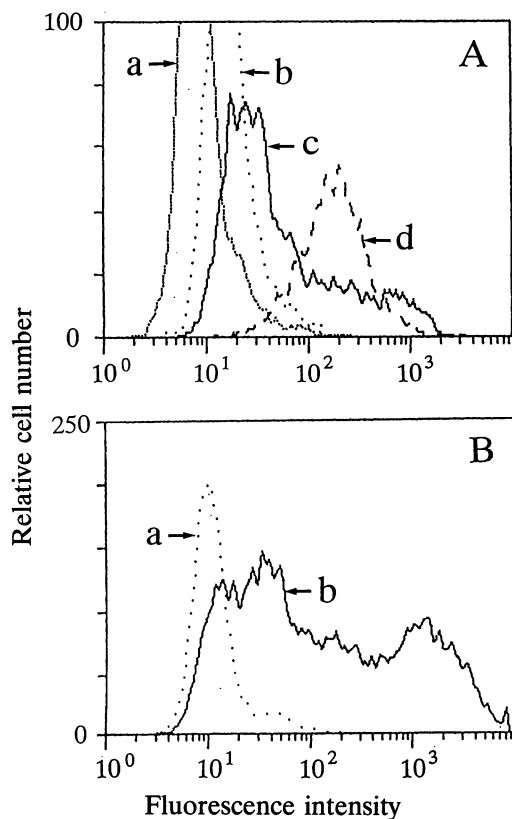 100
A
a
b
c
d
0
10^0 10^1 10^2 10^3
Relative cell number
250
B
a
b
0
10^0 10^1 10^2 10^3
Fluorescence intensity